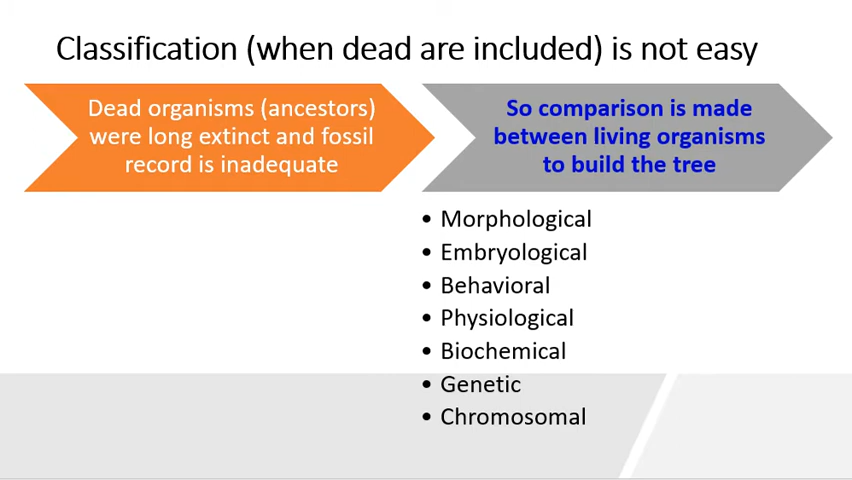 Classification (when dead are included) is not easy
Dead organisms (ancestors)
were long extinct and fossil
record is inadequate
So comparison is made
between living organisms
to build the tree
• Morphological
• Embryological
• Behavioral
• Physiological
• Biochemical
• Genetic
• Chromosomal